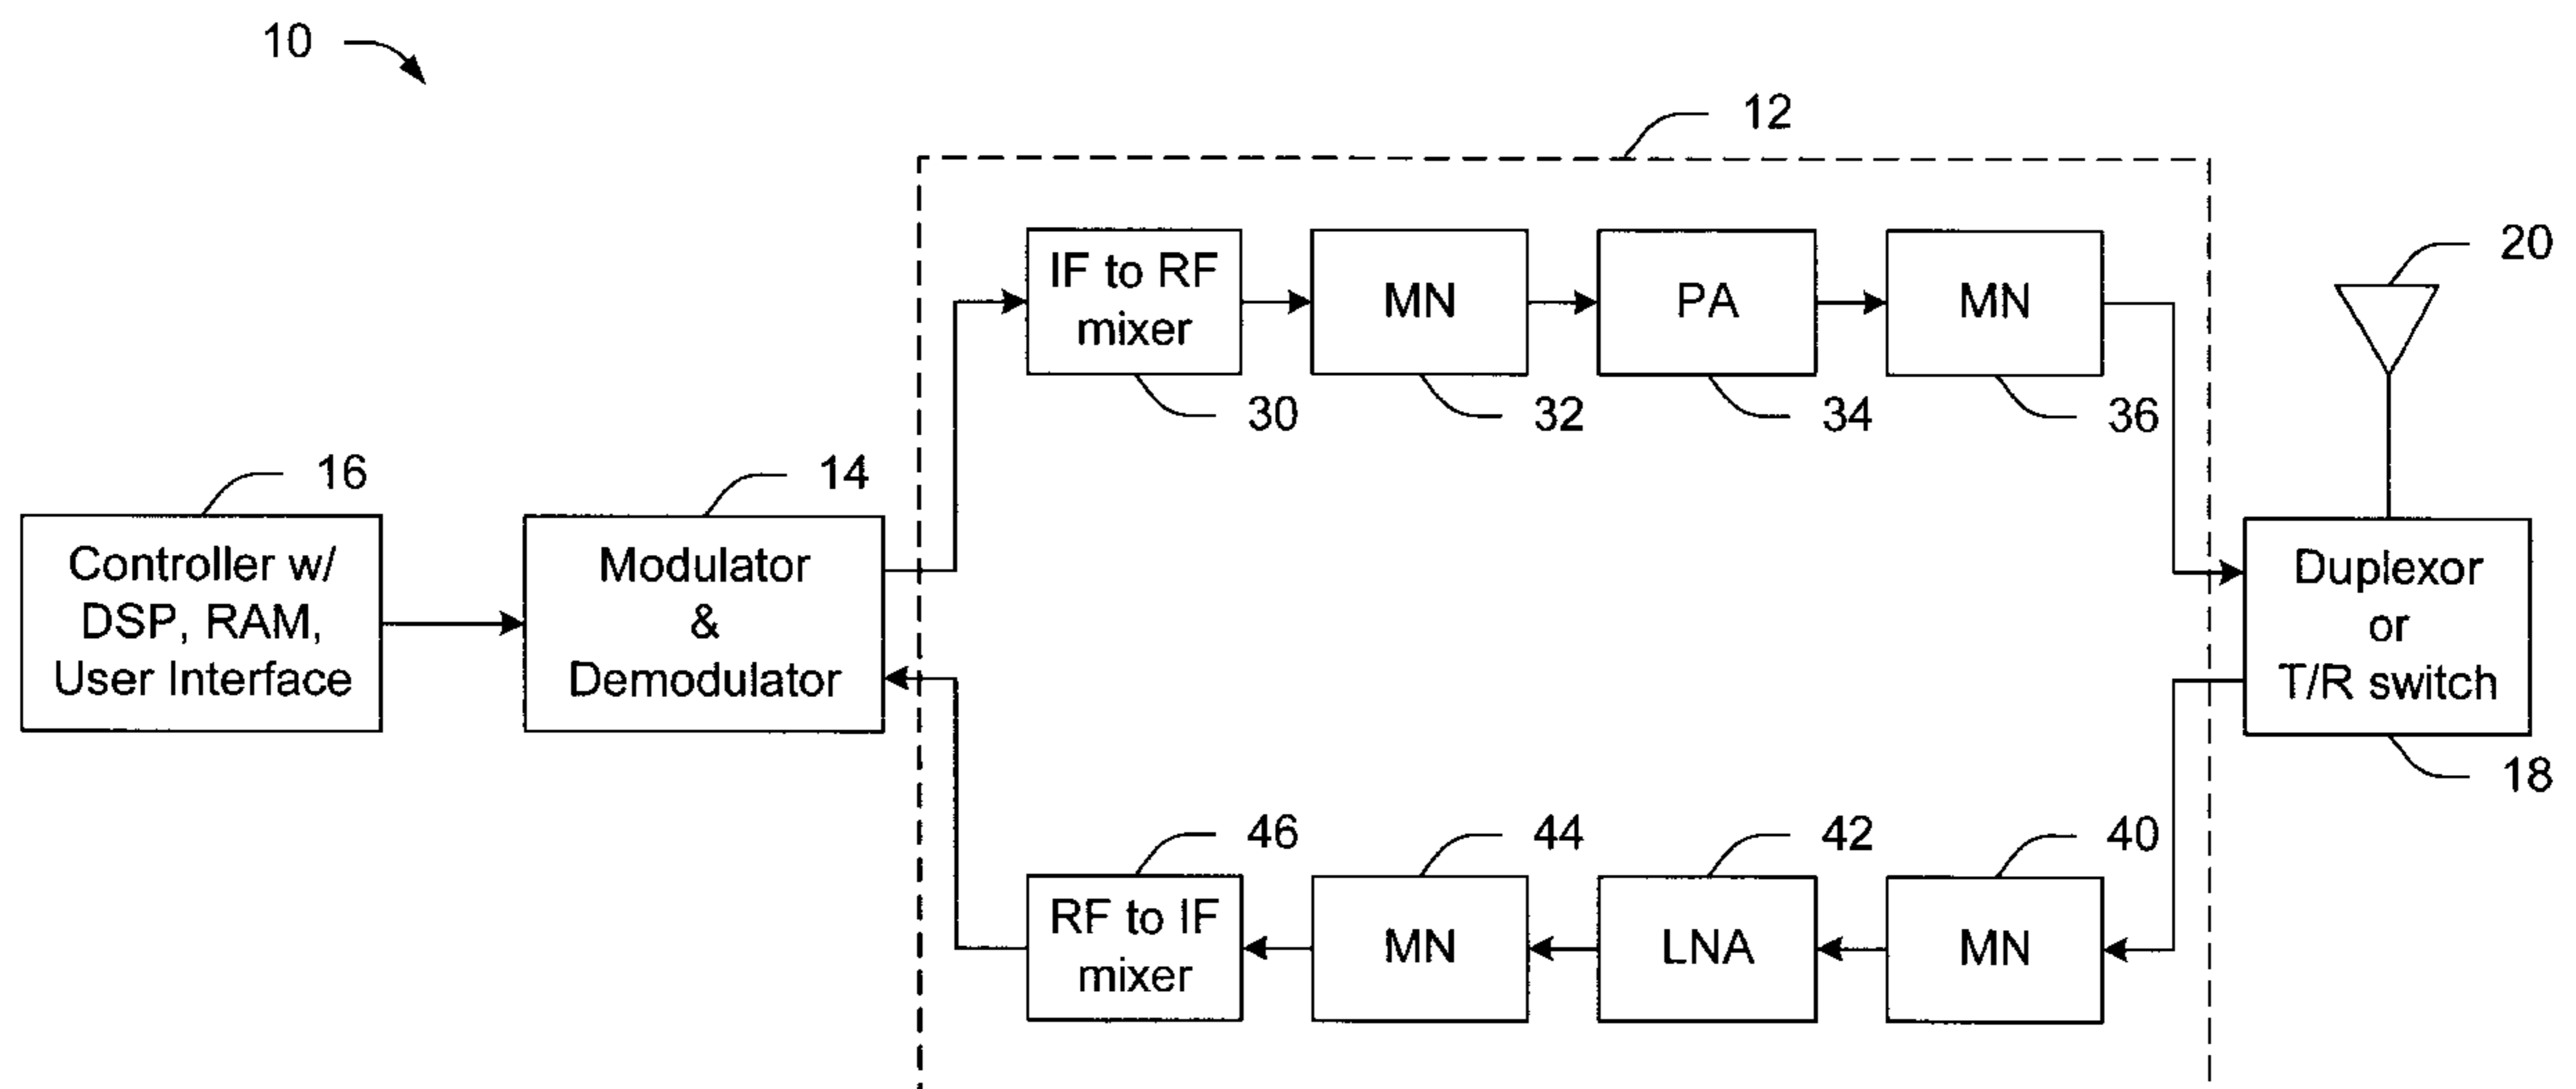 10
12
20
IF to RF
mixer
MN
PA
MN
30
32
34
36
16
14
Controller w/
DSP, RAM,
User Interface
Modulator
&
Demodulator
Duplexor
or
T/R switch
18
46
44
42
40
RF to IF
mixer
MN
LNA
MN